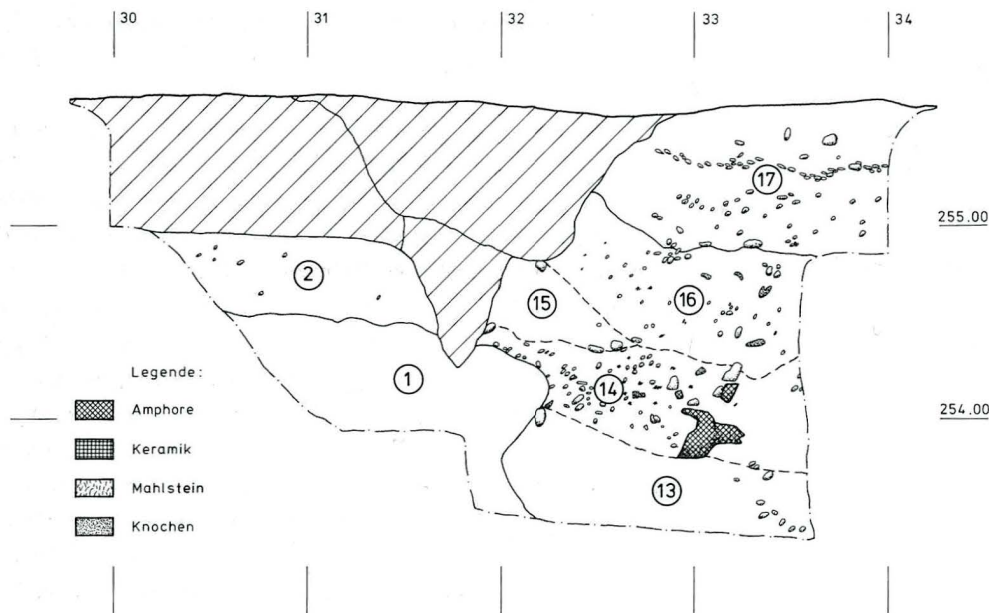 30 31 32 33 34
17
255.00
2
15
16
1
14
254.00
13
Legende:
Amphore
Keramik
Mahlstein
Knochen